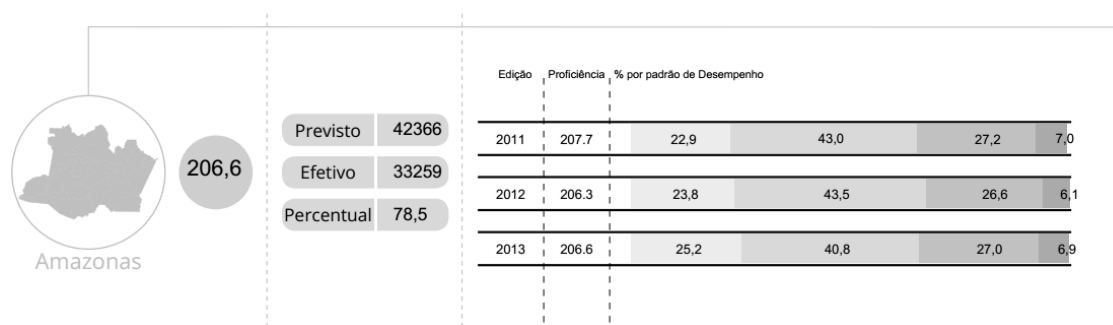 Amazonas
206,6
Previsto 42366
Efetivo 33259
Percentual 78,5
Edição Proficiência % por padrão de Desempenho
2011 207.7 22,9 43,0 27,2 7,0
2012 206.3 23,8 43,5 26,6 6,1
2013 206.6 25,2 40,8 27,0 6,9